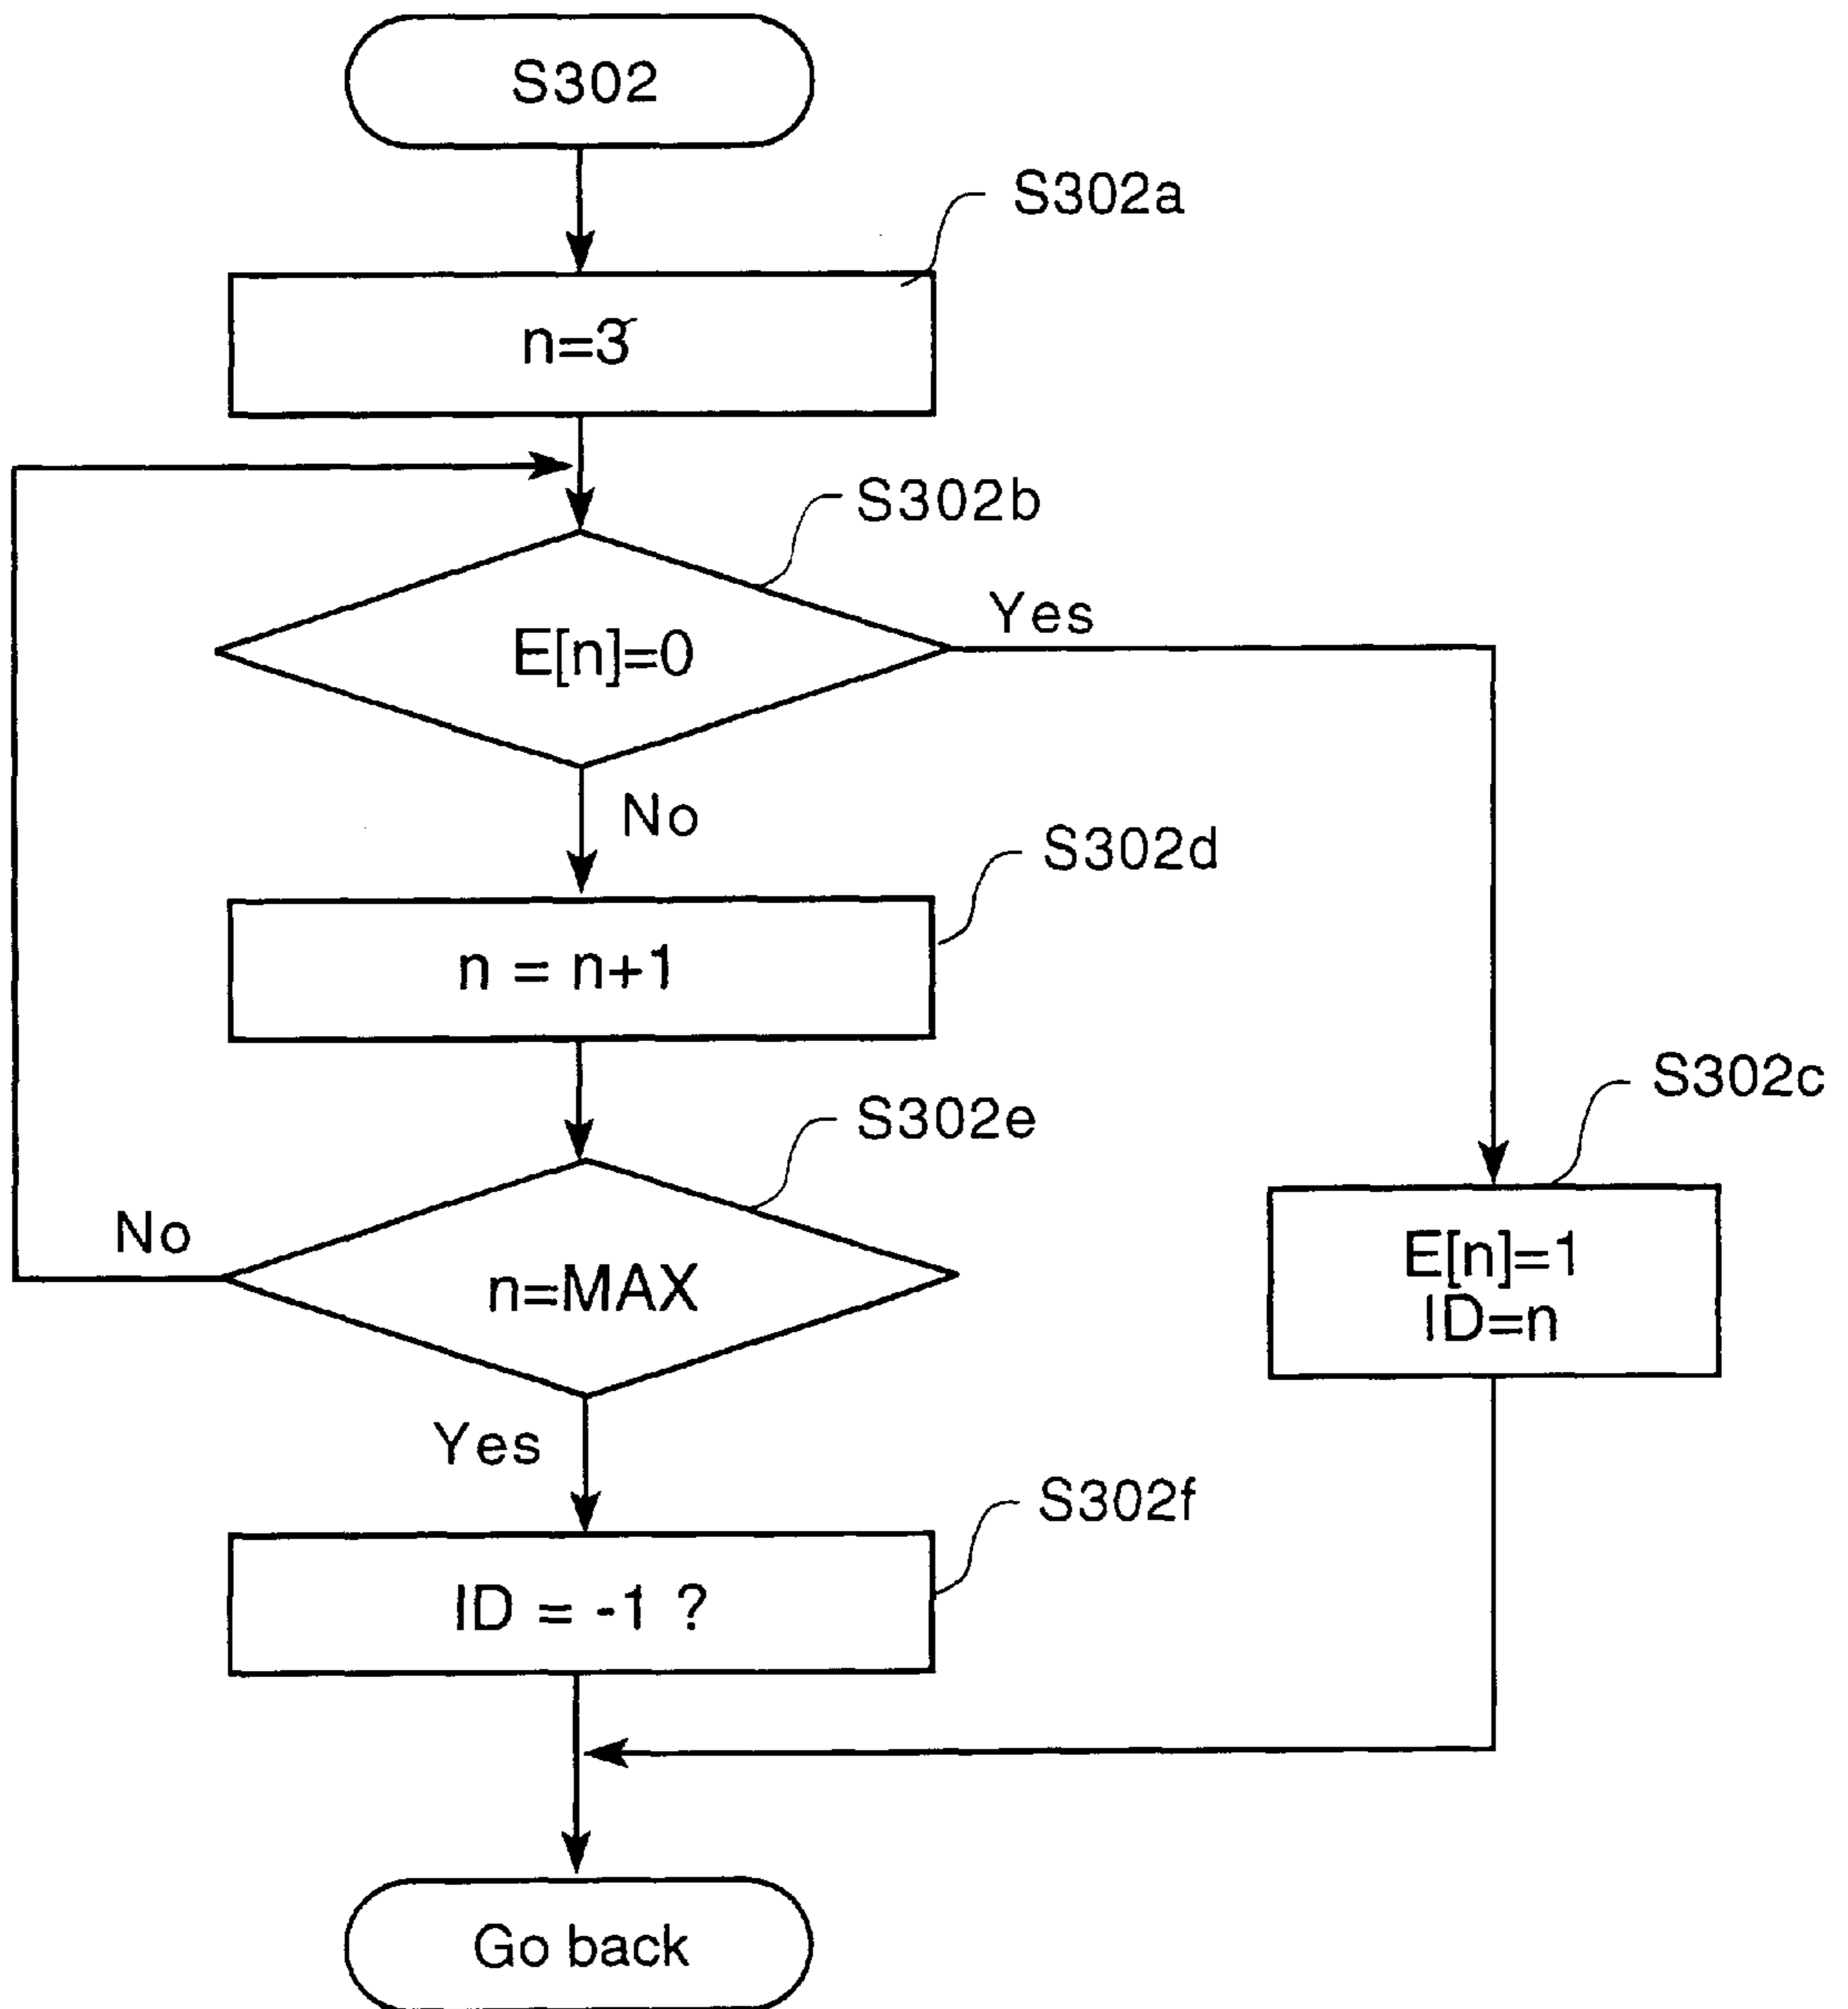 S302
S302a
n=3
S302b
E[n]=0
Yes
No
S302d
n = n+1
S302e
n=MAX
No
Yes
S302c
E[n]=1
ID=n
S302f
ID = -1 ?
Go back